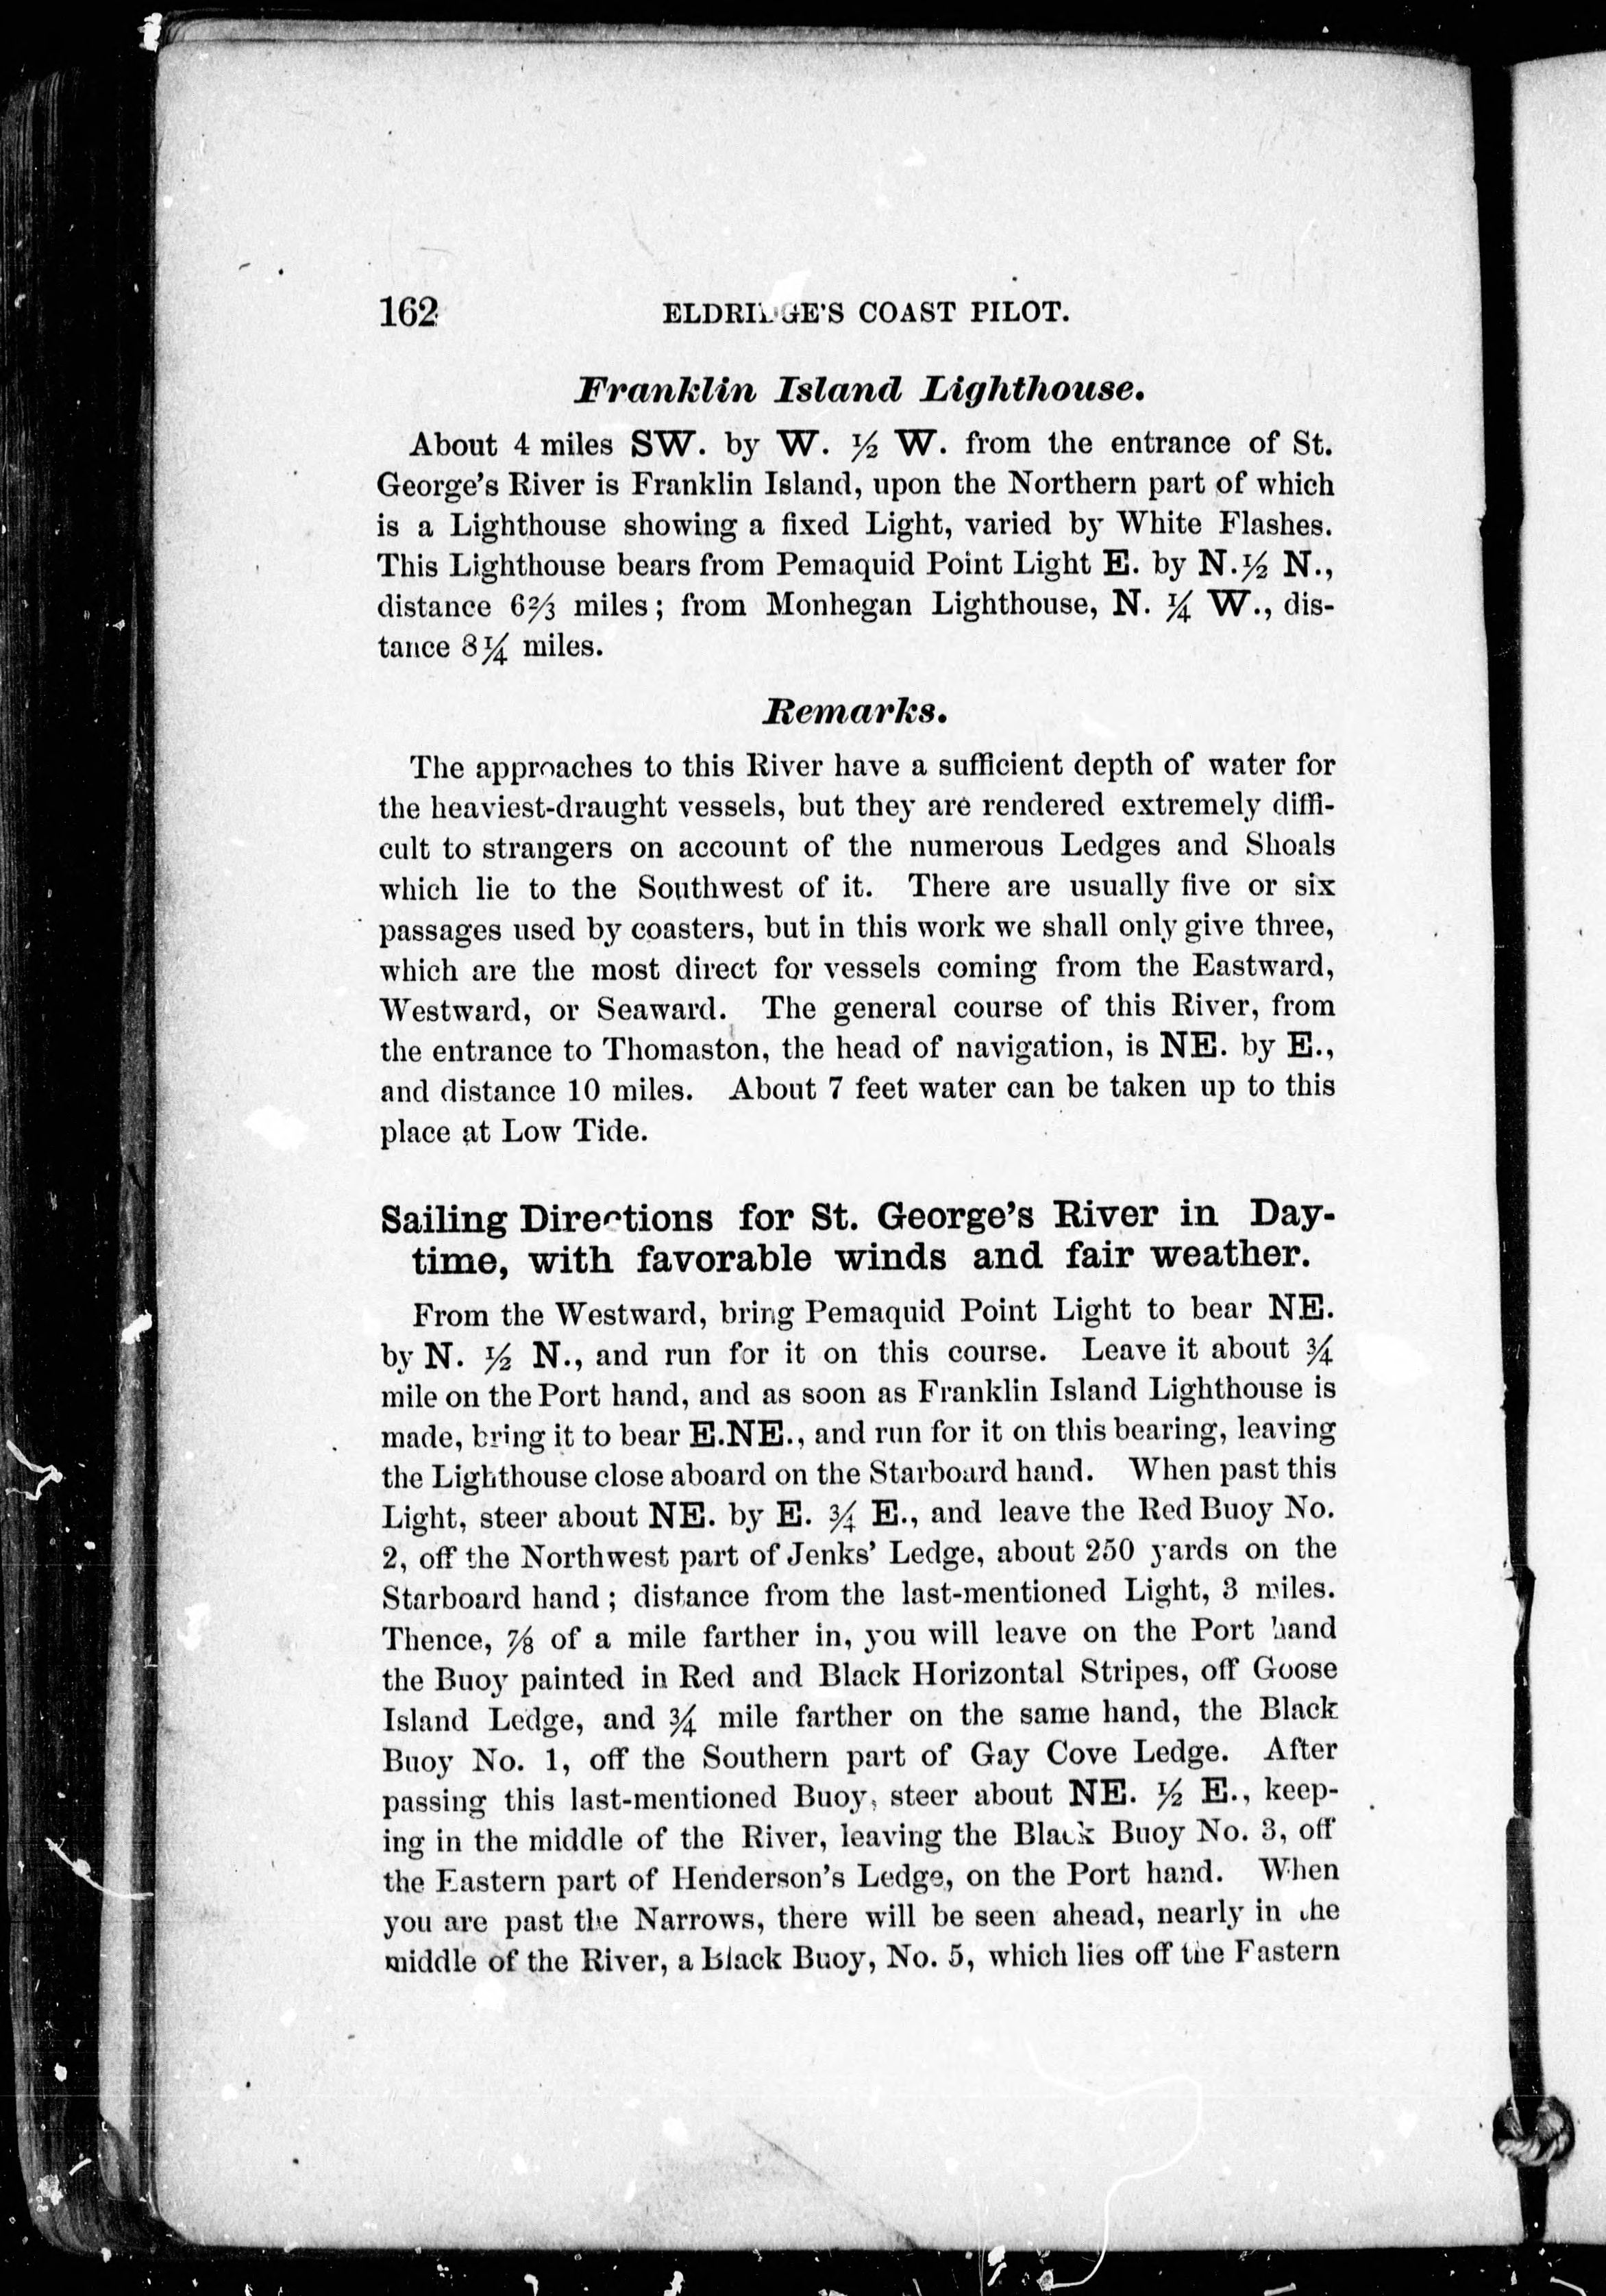 162 ELDRIDGE'S COAST PILOT.
Franklin Island Lighthouse.
About 4 miles SW. by W. ½ W. from the entrance of St.
George's River is Franklin Island, upon the Northern part of which
is a Lighthouse showing a fixed Light, varied by White Flashes.
This Lighthouse bears from Pemaquid Point Light E. by N.½ N.,
distance 6⅔ miles; from Monhegan Lighthouse, N. ¼ W., dis-
tance 8¼ miles.
Remarks.
The approaches to this River have a sufficient depth of water for
the heaviest-draught vessels, but they are rendered extremely diffi-
cult to strangers on account of the numerous Ledges and Shoals
which lie to the Southwest of it. There are usually five or six
passages used by coasters, but in this work we shall only give three,
which are the most direct for vessels coming from the Eastward,
Westward, or Seaward. The general course of this River, from
the entrance to Thomaston, the head of navigation, is NE. by E.,
and distance 10 miles. About 7 feet water can be taken up to this
place at Low Tide.
Sailing Directions for St. George's River in Day-
time, with favorable winds and fair weather.
From the Westward, bring Pemaquid Point Light to bear NE.
by N. ½ N., and run for it on this course. Leave it about ¾
mile on the Port hand, and as soon as Franklin Island Lighthouse is
made, bring it to bear E.NE., and run for it on this bearing, leaving
the Lighthouse close aboard on the Starboard hand. When past this
Light, steer about NE. by E. ¾ E., and leave the Red Buoy No.
2, off the Northwest part of Jenks' Ledge, about 250 yards on the
Starboard hand; distance from the last-mentioned Light, 3 miles.
Thence, ⅞ of a mile farther in, you will leave on the Port hand
the Buoy painted in Red and Black Horizontal Stripes, off Goose
Island Ledge, and ¾ mile farther on the same hand, the Black
Buoy No. 1, off the Southern part of Gay Cove Ledge. After
passing this last-mentioned Buoy, steer about NE. ½ E., keep-
ing in the middle of the River, leaving the Black Buoy No. 3, off
the Eastern part of Henderson's Ledge, on the Port hand. When
you are past the Narrows, there will be seen ahead, nearly in the
middle of the River, a Black Buoy, No. 5, which lies off the Eastern